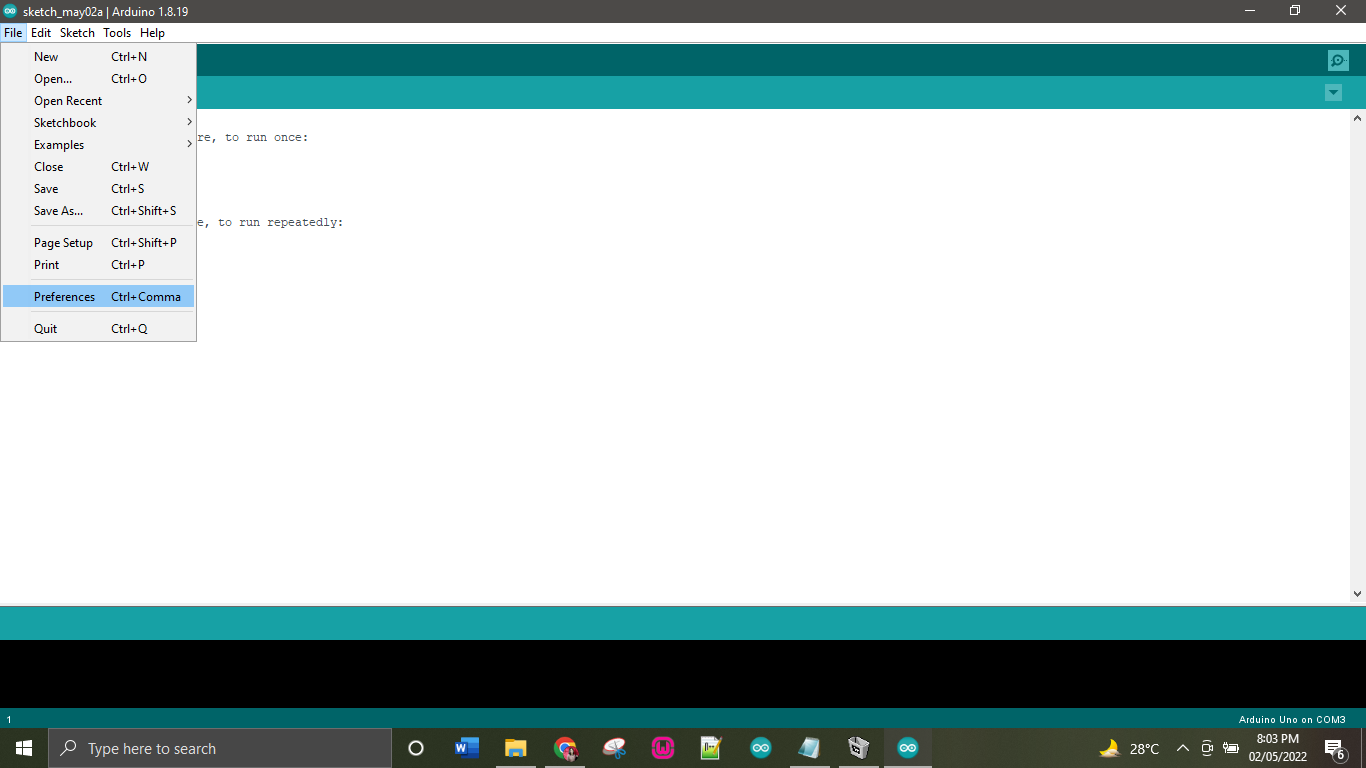 sketch_may02a | Arduino 1.8.19
File Edit Sketch Tools Help
New Ctrl+N
Open... Ctrl+O
Open Recent
Sketchbook
Examples
Close Ctrl+W
Save Ctrl+S
Save As... Ctrl+Shift+S
Page Setup Ctrl+Shift+P
Print Ctrl+P
Preferences Ctrl+Comma
Quit Ctrl+Q
re, to run once:
e, to run repeatedly:
1
Arduino Uno on COM3
Type here to search
28°C
8:03 PM
02/05/2022
6